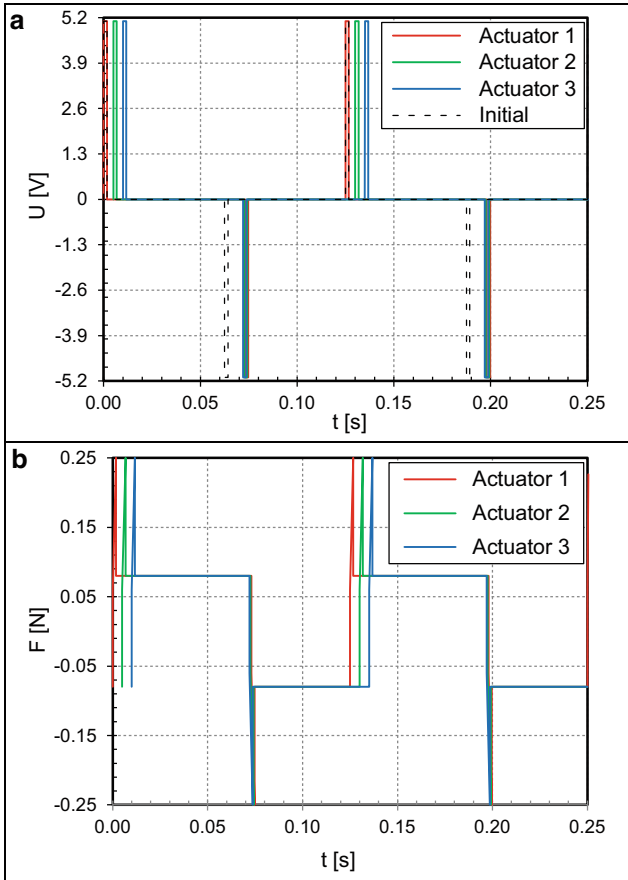 a
5.2
3.9
2.6
1.3
0
-1.3
-2.6
-3.9
-5.2
U [V]
Actuator 1
Actuator 2
Actuator 3
Initial
0.00 0.05 0.10 0.15 0.20 0.25
t [s]
b
0.25
0.15
0.05
-0.05
-0.15
-0.25
F [N]
Actuator 1
Actuator 2
Actuator 3
0.00 0.05 0.10 0.15 0.20 0.25
t [s]